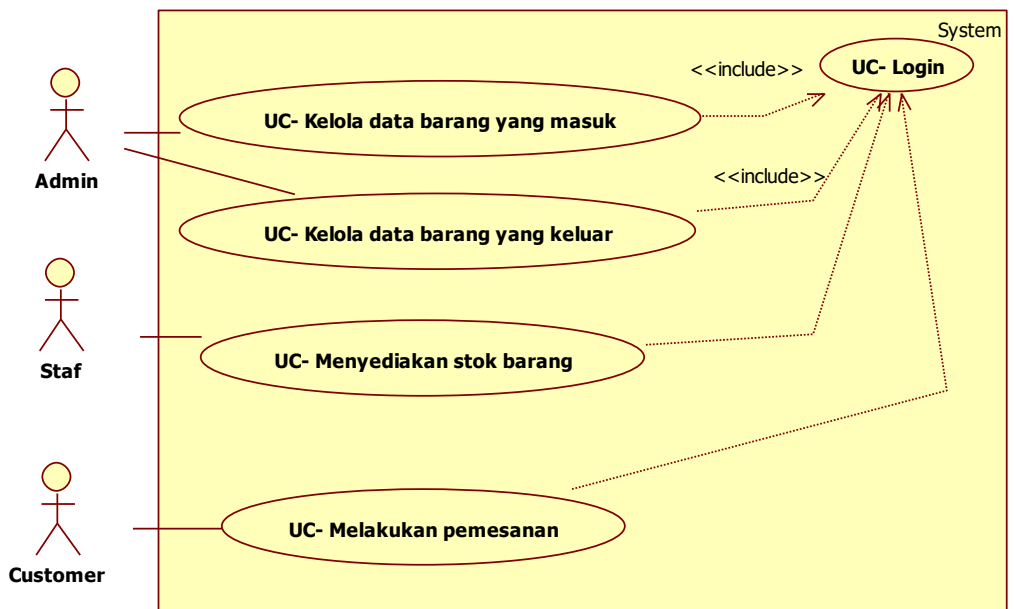 System
UC- Login
<<include>>
UC- Kelola data barang yang masuk
Admin
<<include>>
UC- Kelola data barang yang keluar
UC- Menyediakan stok barang
Staf
UC- Melakukan pemesanan
Customer